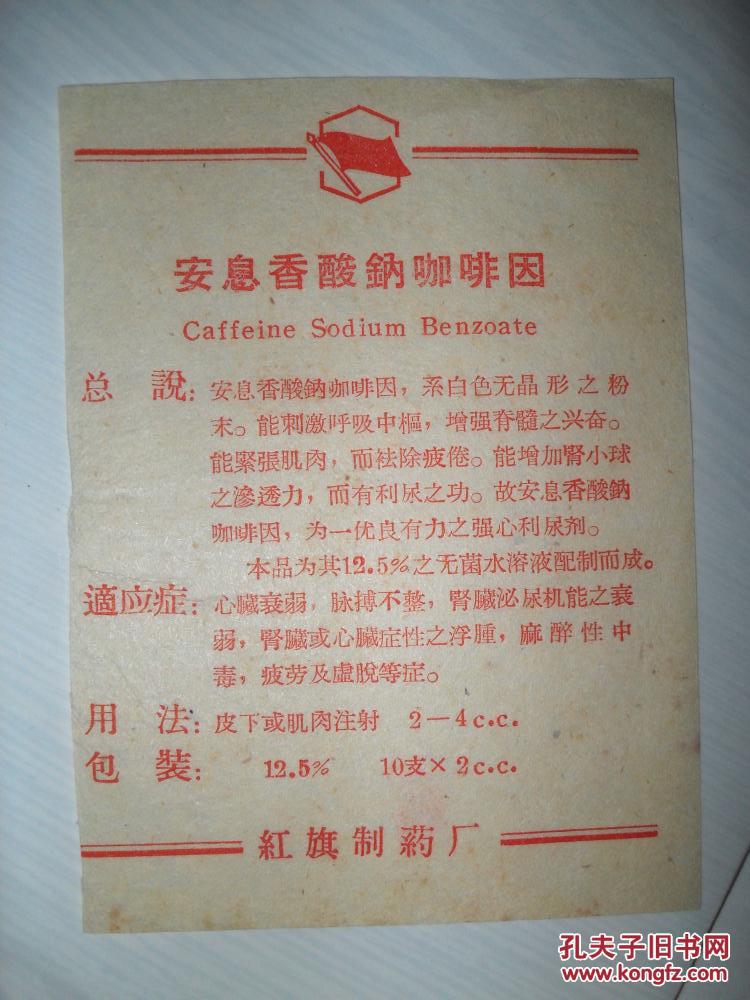 安息香酸鈉咖啡因
Caffeine Sodium Benzoate
总 說：安息香酸鈉咖啡因，系白色无晶形之粉
末。能刺激呼吸中樞，增强脊髓之兴奋。
能緊張肌肉，而袪除疲倦。能增加腎小球
之滲透力，而有利尿之功。故安息香酸鈉
咖啡因，为一优良有力之强心利尿剂。
本品为其12.5%之无菌水溶液配制而成。
適应症：心臟衰弱，脉搏不整，腎臟泌尿机能之衰
弱，腎臟或心臟症性之浮腫，麻醉性中
毒，疲劳及虛脫等症。
用 法：皮下或肌肉注射 2—4c.c.
包 裝： 12.5% 10支×2c.c.
紅旗制葯厂
孔夫子旧书网
www.kongfz.com